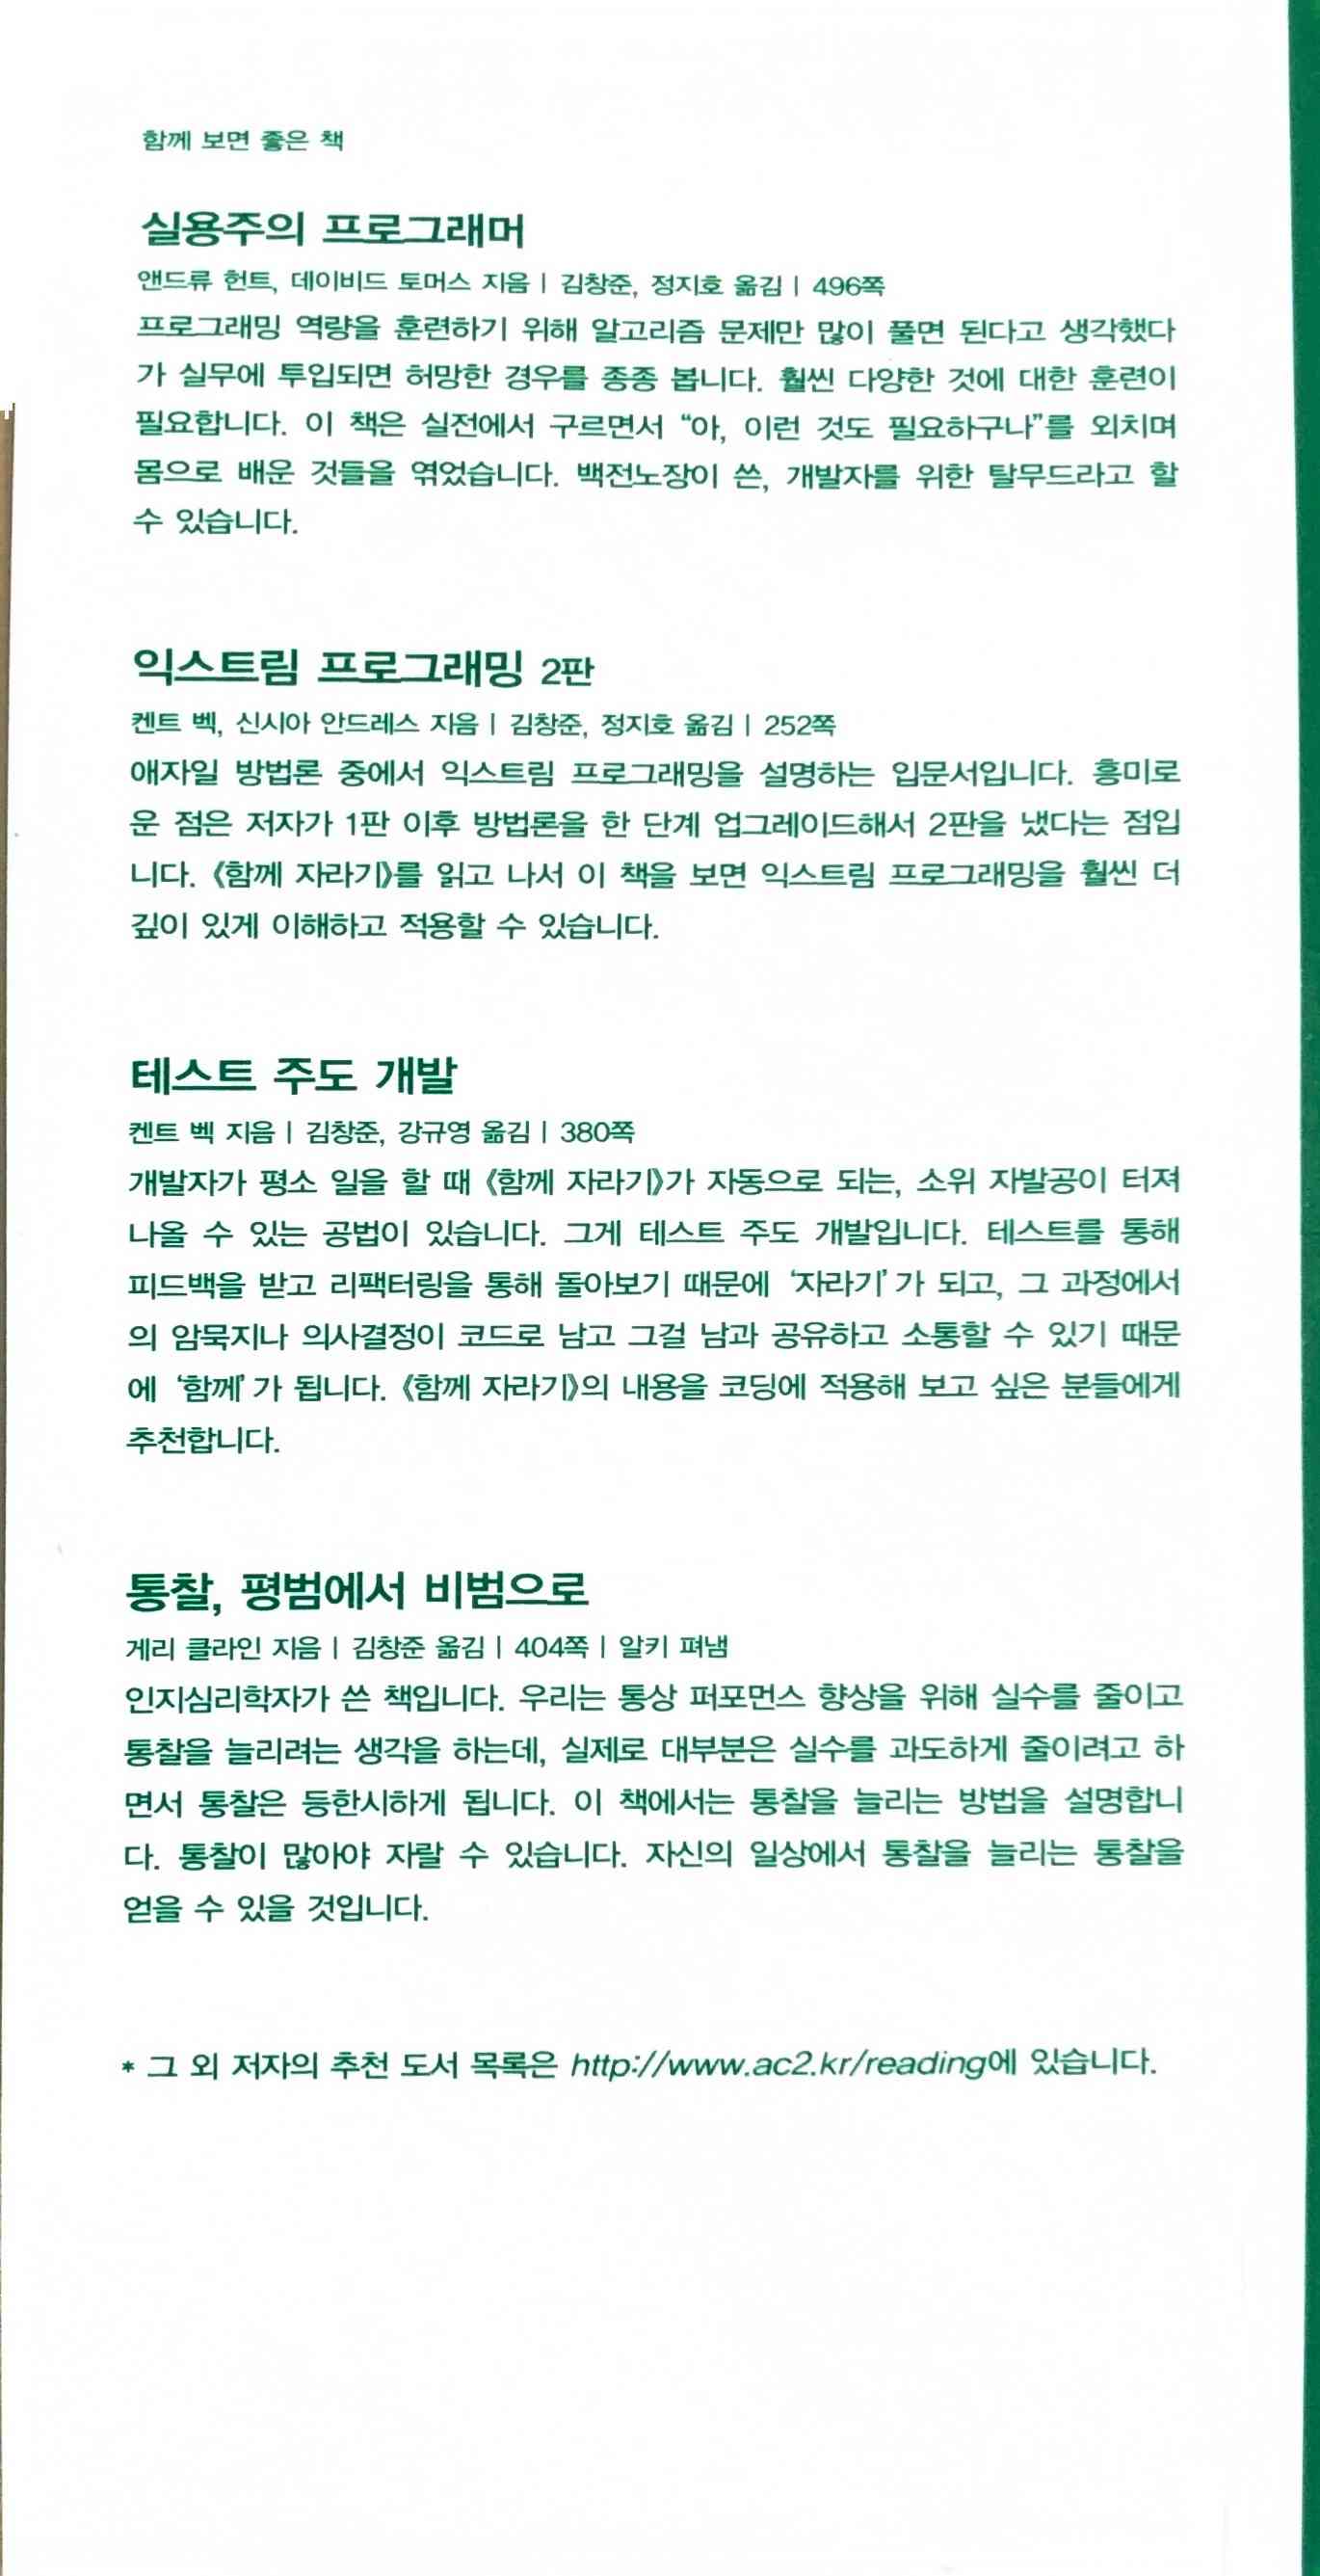 함께 보면 좋은 책
실용주의 프로그래머
앤드류 헌트, 데이비드 토머스 지음 | 김창준, 정지호 옮김 | 496쪽
프로그래밍 역량을 훈련하기 위해 알고리즘 문제만 많이 풀면 된다고 생각했다
가 실무에 투입되면 허망한 경우를 종종 봅니다. 훨씬 다양한 것에 대한 훈련이
필요합니다. 이 책은 실전에서 구르면서 “아, 이런 것도 필요하구나”를 외치며
몸으로 배운 것들을 엮었습니다. 백전노장이 쓴, 개발자를 위한 탈무드라고 할
수 있습니다.
익스트림 프로그래밍 2판
켄트 벡, 신시아 안드레스 지음 | 김창준, 정지호 옮김 | 252쪽
애자일 방법론 중에서 익스트림 프로그래밍을 설명하는 입문서입니다. 흥미로
운 점은 저자가 1판 이후 방법론을 한 단계 업그레이드해서 2판을 냈다는 점입
니다. 《함께 자라기》를 읽고 나서 이 책을 보면 익스트림 프로그래밍을 훨씬 더
깊이 있게 이해하고 적용할 수 있습니다.
테스트 주도 개발
켄트 벡 지음 | 김창준, 강규영 옮김 | 380쪽
개발자가 평소 일을 할 때 《함께 자라기》가 자동으로 되는, 소위 자발공이 터져
나올 수 있는 공법이 있습니다. 그게 테스트 주도 개발입니다. 테스트를 통해
피드백을 받고 리팩터링을 통해 돌아보기 때문에 ‘자라기’가 되고, 그 과정에서
의 암묵지나 의사결정이 코드로 남고 그걸 남과 공유하고 소통할 수 있기 때문
에 ‘함께’가 됩니다. 《함께 자라기》의 내용을 코딩에 적용해 보고 싶은 분들에게
추천합니다.
통찰, 평범에서 비범으로
게리 클라인 지음 | 김창준 옮김 | 404쪽 | 알키 펴냄
인지심리학자가 쓴 책입니다. 우리는 통상 퍼포먼스 향상을 위해 실수를 줄이고
통찰을 늘리려는 생각을 하는데, 실제로 대부분은 실수를 과도하게 줄이려고 하
면서 통찰은 등한시하게 됩니다. 이 책에서는 통찰을 늘리는 방법을 설명합니
다. 통찰이 많아야 자랄 수 있습니다. 자신의 일상에서 통찰을 늘리는 통찰을
얻을 수 있을 것입니다.
* 그 외 저자의 추천 도서 목록은 http://www.ac2.kr/reading에 있습니다.